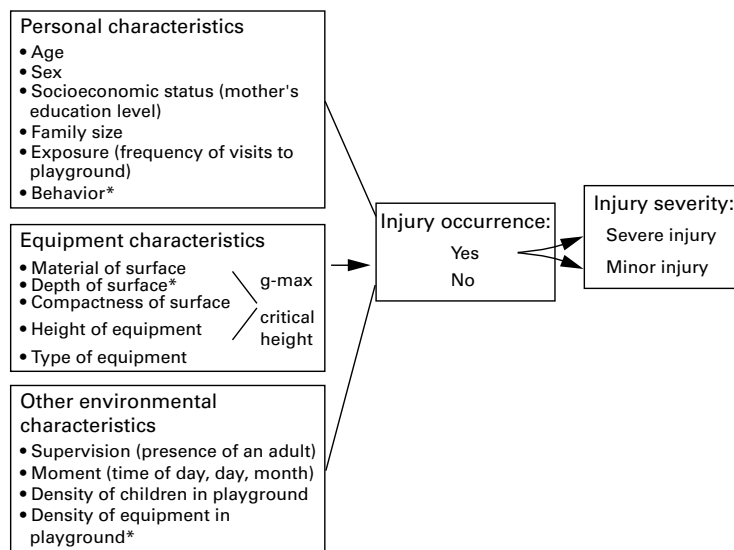 Personal characteristics
• Age
• Sex
• Socioeconomic status (mother's
education level)
• Family size
• Exposure (frequency of visits to
playground)
• Behavior*
Equipment characteristics
• Material of surface
• Depth of surface*
• Compactness of surface
• Height of equipment
• Type of equipment
g-max
critical
height
Other environmental
characteristics
• Supervision (presence of an adult)
• Moment (time of day, day, month)
• Density of children in playground
• Density of equipment in
playground*
Injury occurrence:
Yes
No
Injury severity:
Severe injury
Minor injury